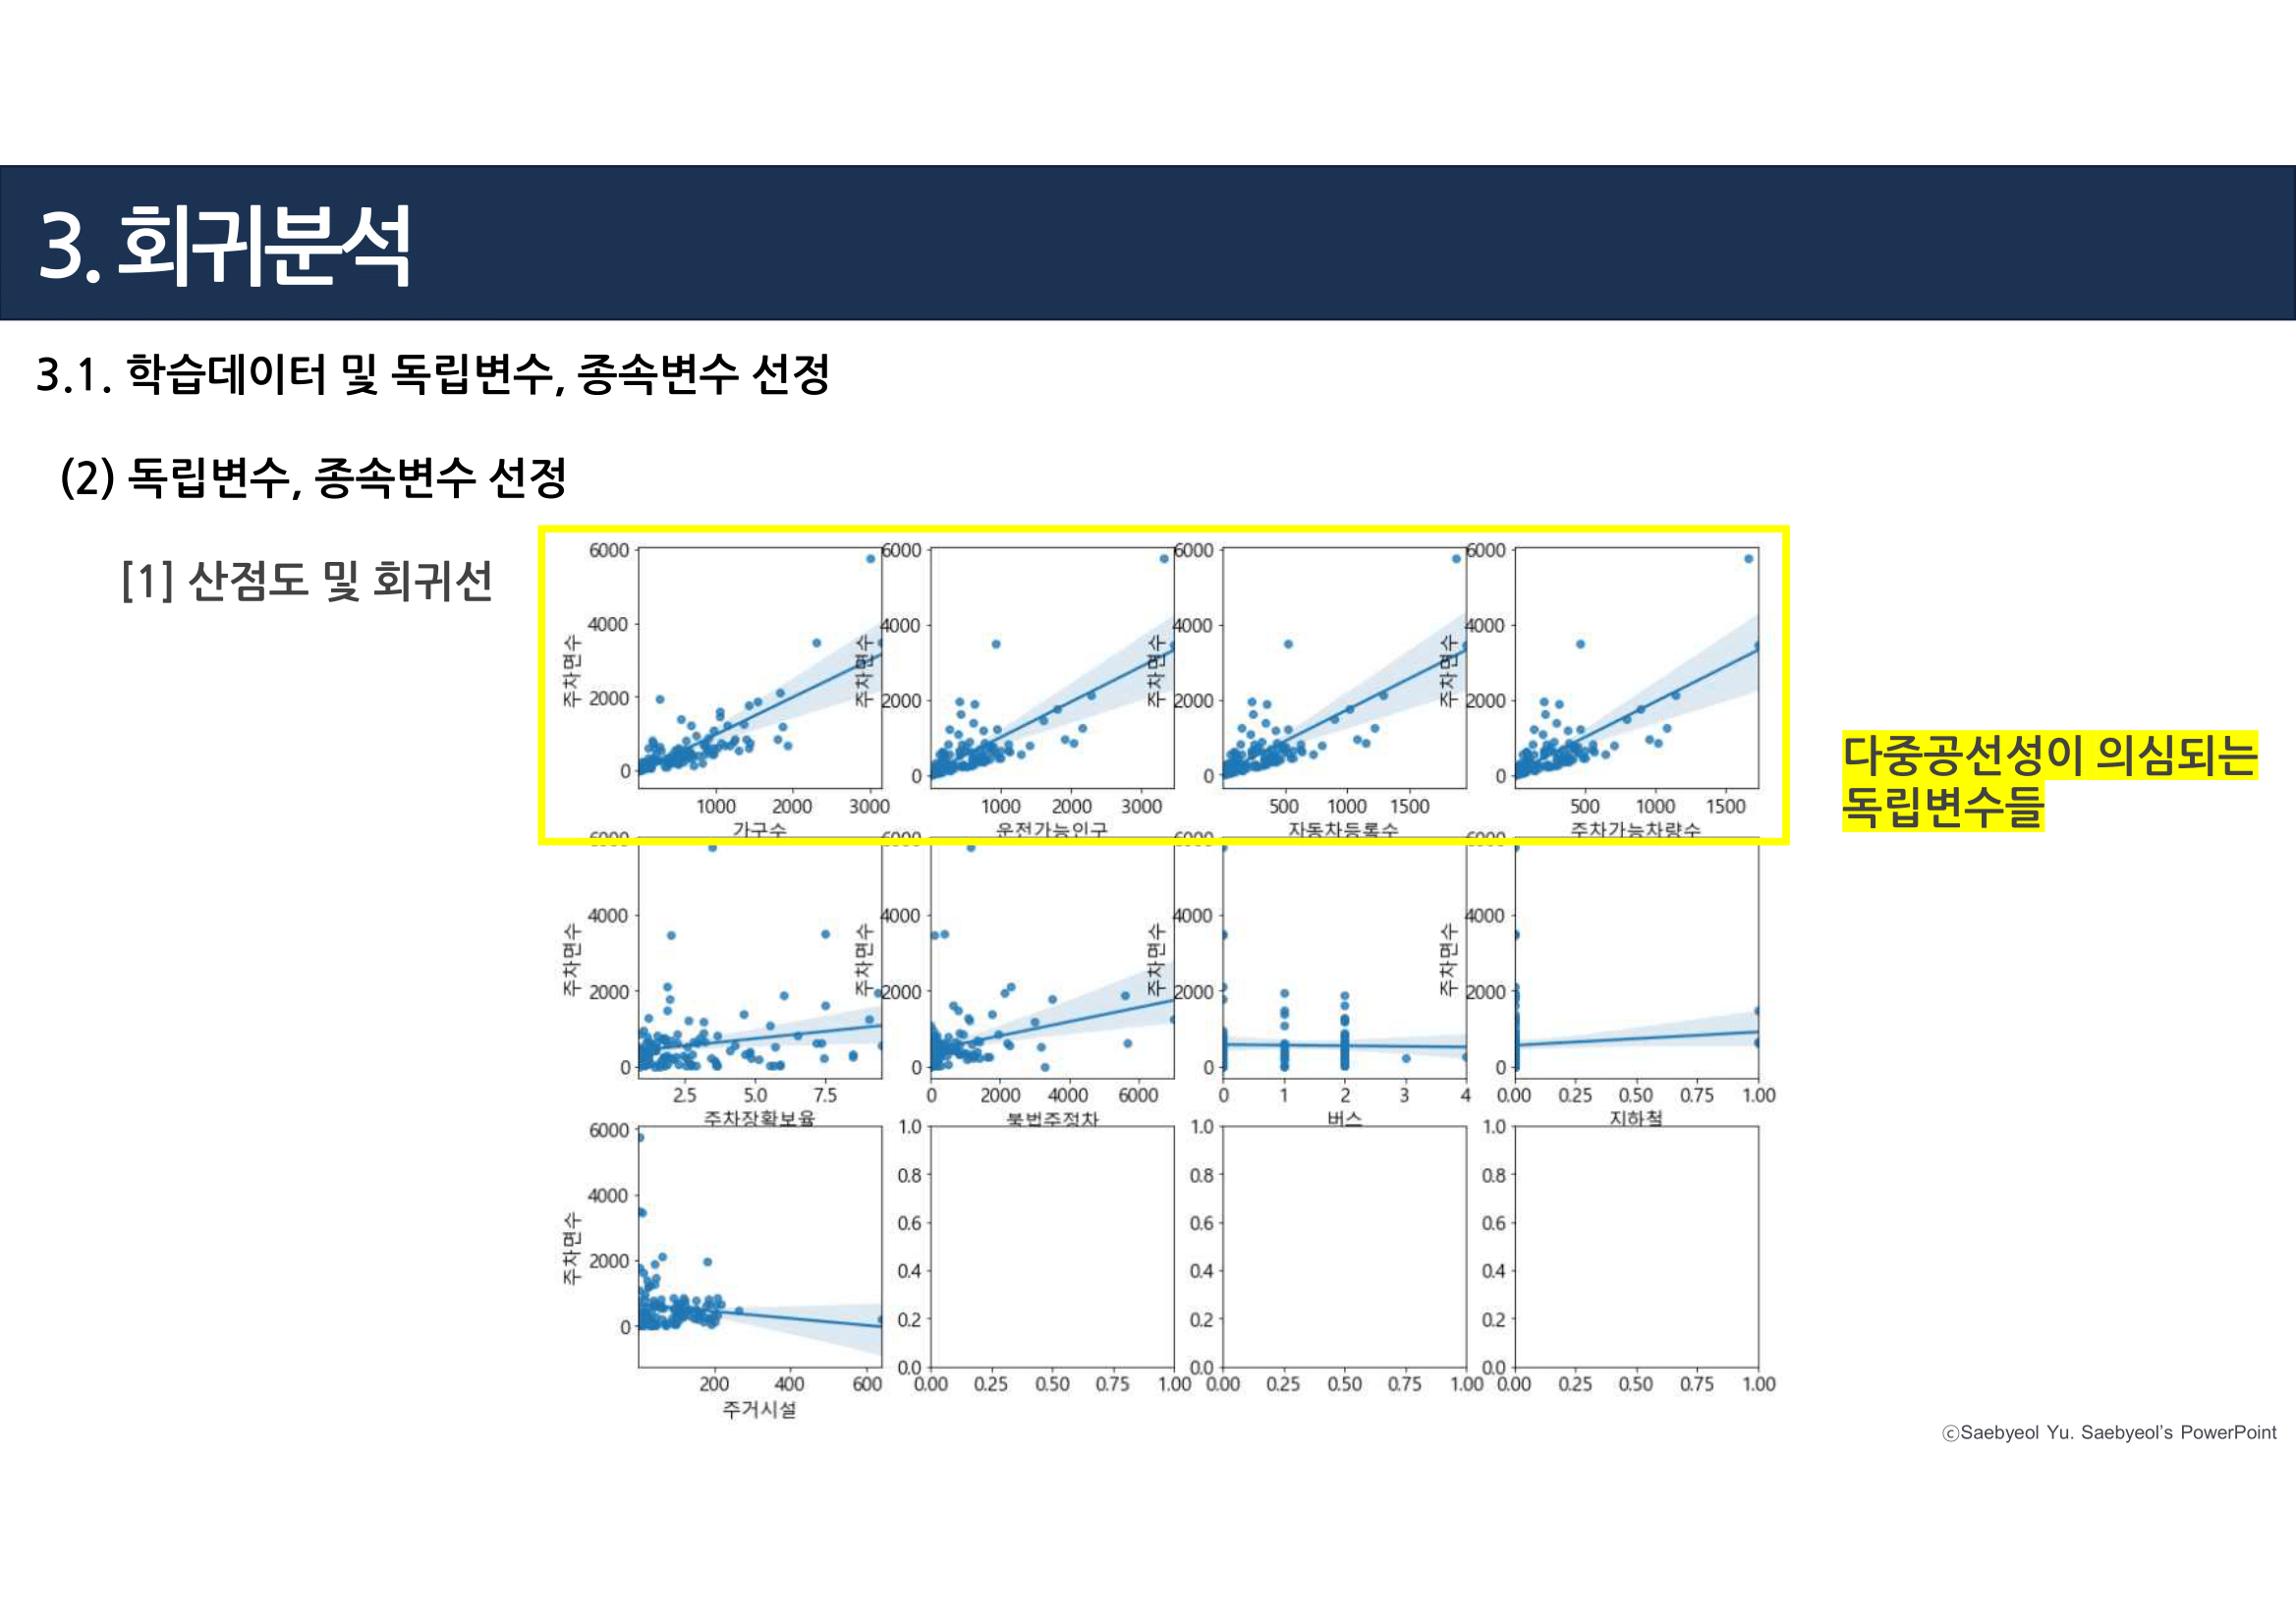 3. 회귀분석
3.1. 학습데이터 및 독립변수, 종속변수 선정
(2) 독립변수, 종속변수 선정
[1] 산점도 및 회귀선
6000 6000 6000 6000
4000 4000 4000 4000
주차면수 주차면수 주차면수 주차면수
2000 2000 2000 2000
0 0 0 0
1000 2000 3000 1000 2000 3000 500 1000 1500 500 1000 1500
가구수 운전가능인구 자동차등록수 주차가능차량수
다중공선성이 의심되는
독립변수들
6000 6000 6000 6000
4000 4000 4000 4000
주차면수 주차면수 주차면수 주차면수
2000 2000 2000 2000
0 0 0 0
2.5 5.0 7.5 0 2000 4000 6000 0 1 2 3 4 0.00 0.25 0.50 0.75 1.00
주차장확보율 불법주정차 버스 지하철
6000 1.0 1.0 1.0
0.8 0.8 0.8
4000 0.6 0.6 0.6
주차면수
2000 0.4 0.4 0.4
0 0.2 0.2 0.2
0.0 0.0 0.0
200 400 600 0.00 0.25 0.50 0.75 1.00 0.00 0.25 0.50 0.75 1.00 0.00 0.25 0.50 0.75 1.00
주거시설
ⓒSaebyeol Yu. Saebyeol's PowerPoint